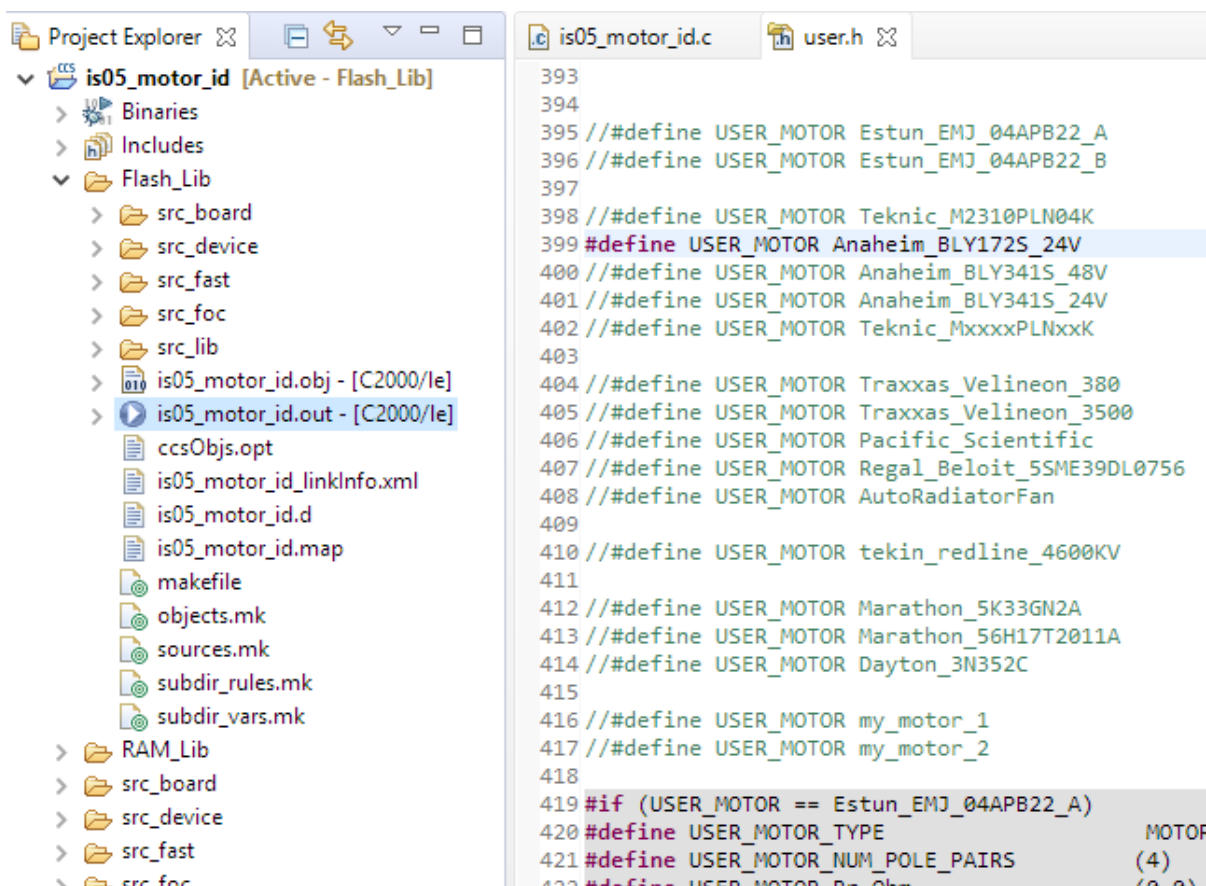 Project Explorer
is05_motor_id [Active - Flash_Lib]
Binaries
Includes
Flash_Lib
src_board
src_device
src_fast
src_foc
src_lib
is05_motor_id.obj - [C2000/le]
is05_motor_id.out - [C2000/le]
ccsObjs.opt
is05_motor_id_linkInfo.xml
is05_motor_id.d
is05_motor_id.map
makefile
objects.mk
sources.mk
subdir_rules.mk
subdir_vars.mk
RAM_Lib
src_board
src_device
src_fast
src_foc
is05_motor_id.c user.h
393
394
395 //#define USER_MOTOR Estun_EMJ_04APB22_A
396 //#define USER_MOTOR Estun_EMJ_04APB22_B
397
398 //#define USER_MOTOR Teknic_M2310PLN04K
399 #define USER_MOTOR Anaheim_BLY172S_24V
400 //#define USER_MOTOR Anaheim_BLY341S_48V
401 //#define USER_MOTOR Anaheim_BLY341S_24V
402 //#define USER_MOTOR Teknic_MxxxxPLNxxK
403
404 //#define USER_MOTOR Traxxas_Velineon_380
405 //#define USER_MOTOR Traxxas_Velineon_3500
406 //#define USER_MOTOR Pacific_Scientific
407 //#define USER_MOTOR Regal_Beloit_5SME39DL0756
408 //#define USER_MOTOR AutoRadiatorFan
409
410 //#define USER_MOTOR tekin_redline_4600KV
411
412 //#define USER_MOTOR Marathon_5K33GN2A
413 //#define USER_MOTOR Marathon_56H17T2011A
414 //#define USER_MOTOR Dayton_3N352C
415
416 //#define USER_MOTOR my_motor_1
417 //#define USER_MOTOR my_motor_2
418
419 #if (USER_MOTOR == Estun_EMJ_04APB22_A)
420 #define USER_MOTOR_TYPE MOTOR
421 #define USER_MOTOR_NUM_POLE_PAIRS (4)